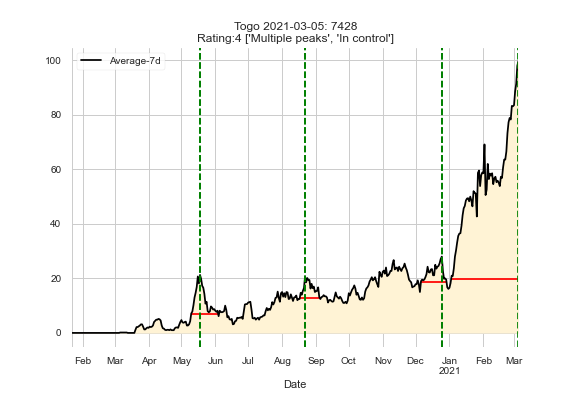 Togo 2021-03-05: 7428
Rating:4 ['Multiple peaks', 'In control']
Average-7d
100
80
60
40
20
0
Feb Mar Apr May Jun Jul Aug Sep Oct Nov Dec Jan Feb Mar
2021
Date